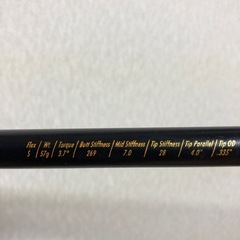 Flex / Wt. / Torque / Butt Stiffness / Mid Stiffness / Tip Stiffness / Tip Parallel / Tip OD
S / 57g / 3.7° / 269 / 7.0 / 28 / 4.0" / .335"